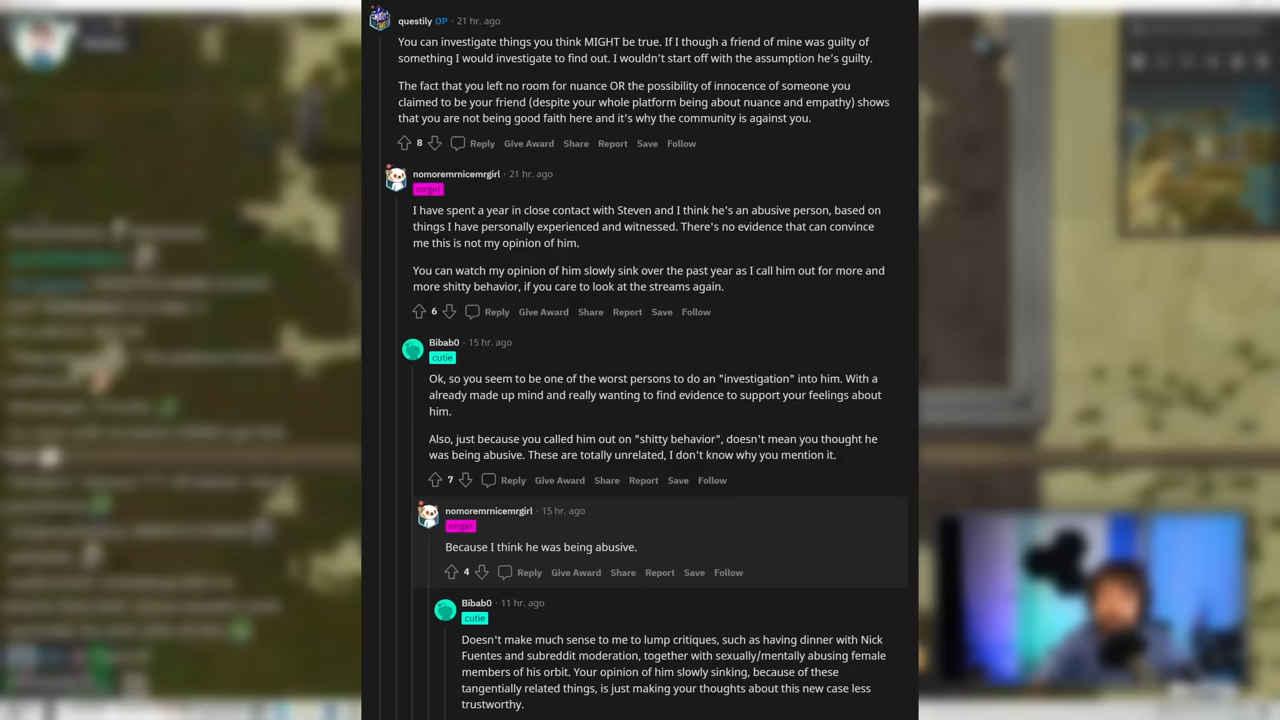 questily OP · 21 hr. ago
You can investigate things you think MIGHT be true. If I though a friend of mine was guilty of
something I would investigate to find out. I wouldn't start off with the assumption he's guilty.
The fact that you left no room for nuance OR the possibility of innocence of someone you
claimed to be your friend (despite your whole platform being about nuance and empathy) shows
that you are not being good faith here and it's why the community is against you.
8 Reply Give Award Share Report Save Follow
nomoremrnicemrgirl · 21 hr. ago
mrgirl
I have spent a year in close contact with Steven and I think he's an abusive person, based on
things I have personally experienced and witnessed. There's no evidence that can convince
me this is not my opinion of him.
You can watch my opinion of him slowly sink over the past year as I call him out for more and
more shitty behavior, if you care to look at the streams again.
6 Reply Give Award Share Report Save Follow
Bibab0 · 15 hr. ago
cutie
Ok, so you seem to be one of the worst persons to do an "investigation" into him. With a
already made up mind and really wanting to find evidence to support your feelings about
him.
Also, just because you called him out on "shitty behavior", doesn't mean you thought he
was being abusive. These are totally unrelated, I don't know why you mention it.
7 Reply Give Award Share Report Save Follow
nomoremrnicemrgirl · 15 hr. ago
mrgirl
Because I think he was being abusive.
4 Reply Give Award Share Report Save Follow
Bibab0 · 11 hr. ago
cutie
Doesn't make much sense to me to lump critiques, such as having dinner with Nick
Fuentes and subreddit moderation, together with sexually/mentally abusing female
members of his orbit. Your opinion of him slowly sinking, because of these
tangentially related things, is just making your thoughts about this new case less
trustworthy.